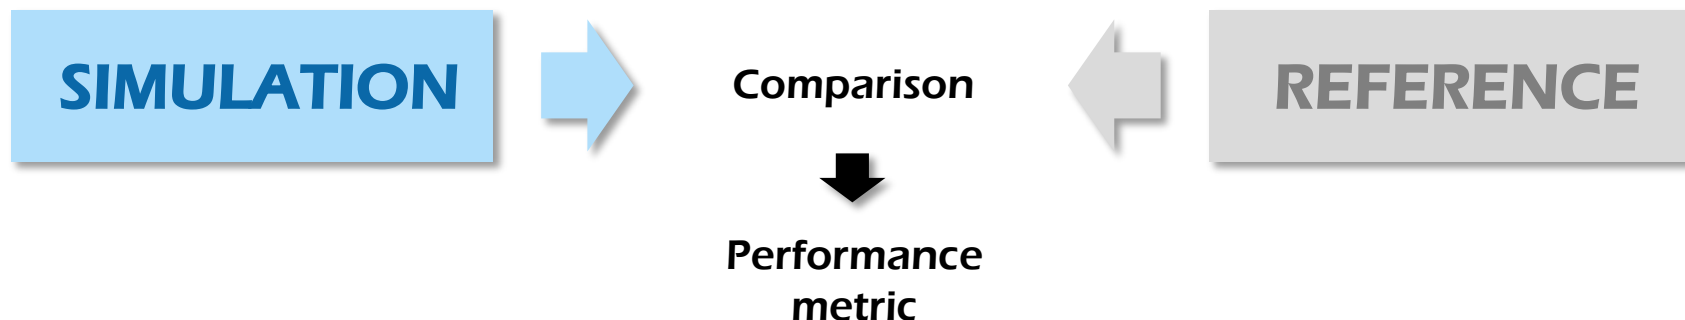 SIMULATION
Comparison
REFERENCE
Performance
metric